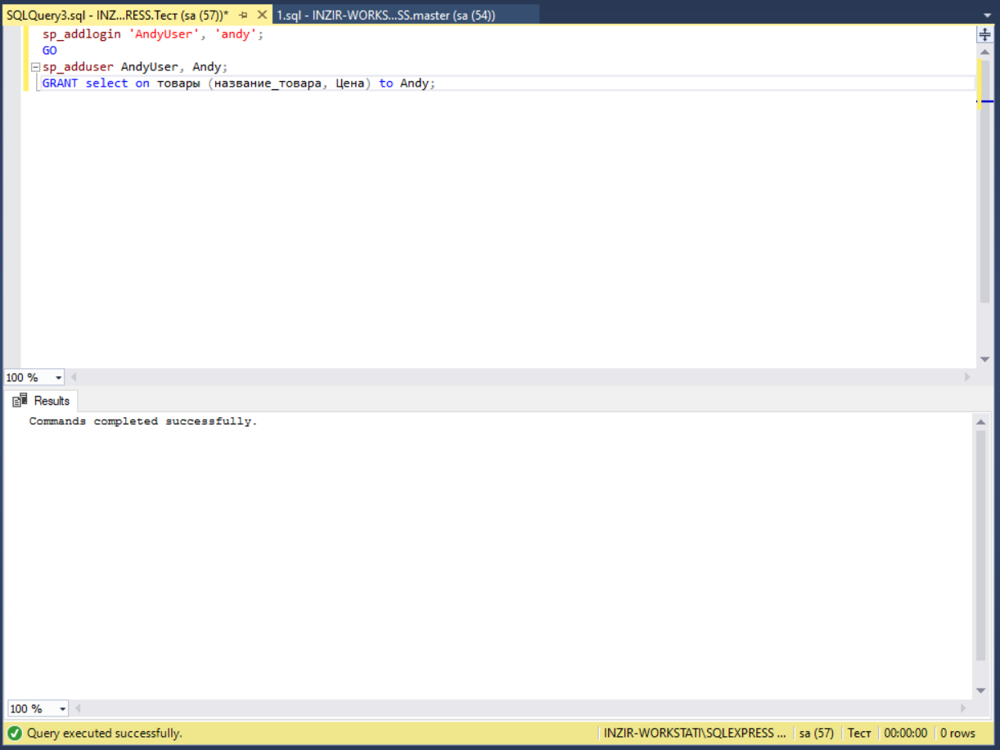 SQLQuery3.sql - INZ...RESS.Тест (sa (57))* 1.sql - INZIR-WORKS...SS.master (sa (54))
sp_addlogin 'AndyUser', 'andy';
GO
sp_adduser AndyUser, Andy;
GRANT select on товары (название_товара, Цена) to Andy;
100 %
Results
Commands completed successfully.
100 %
Query executed successfully. INZIR-WORKSTATI\SQLEXPRESS ... sa (57) Тест 00:00:00 0 rows